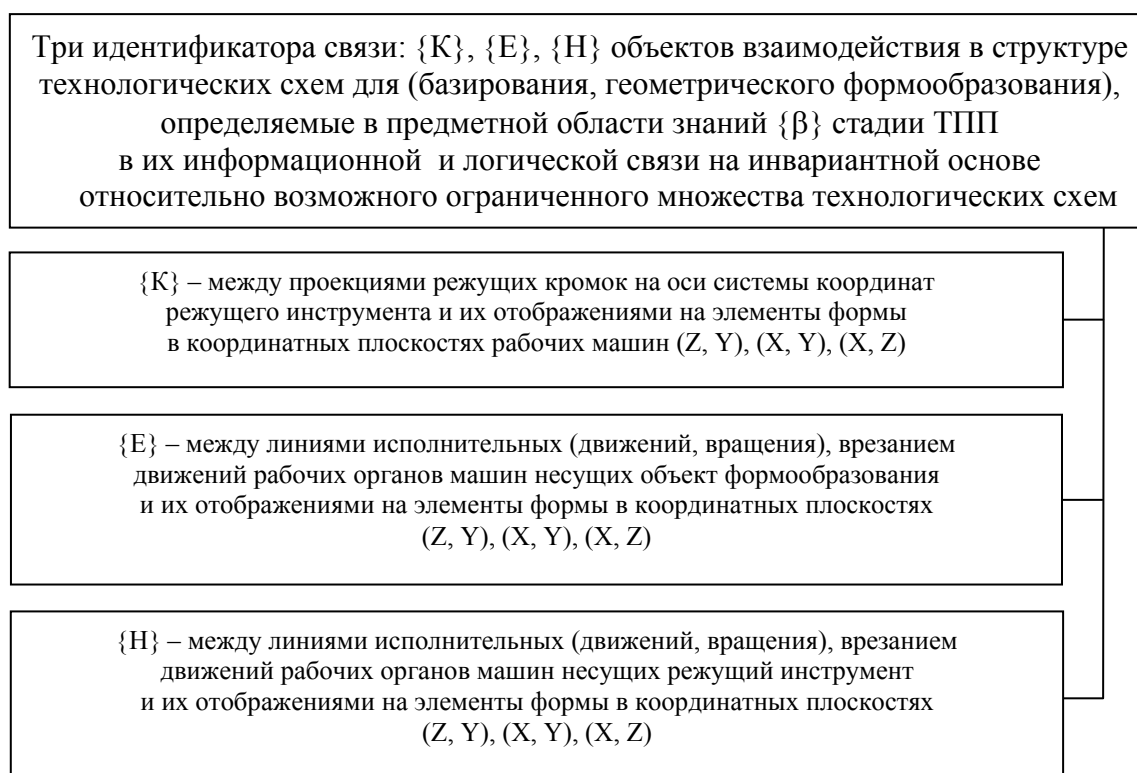 Три идентификатора связи: {К}, {Е}, {Н} объектов взаимодействия в структуре
технологических схем для (базирования, геометрического формообразования),
определяемые в предметной области знаний {β} стадии ТПП
в их информационной и логической связи на инвариантной основе
относительно возможного ограниченного множества технологических схем
{К} – между проекциями режущих кромок на оси системы координат
режущего инструмента и их отображениями на элементы формы
в координатных плоскостях рабочих машин (Z, Y), (X, Y), (X, Z)
{Е} – между линиями исполнительных (движений, вращения), врезанием
движений рабочих органов машин несущих объект формообразования
и их отображениями на элементы формы в координатных плоскостях
(Z, Y), (X, Y), (X, Z)
{Н} – между линиями исполнительных (движений, вращения), врезанием
движений рабочих органов машин несущих режущий инструмент
и их отображениями на элементы формы в координатных плоскостях
(Z, Y), (X, Y), (X, Z)